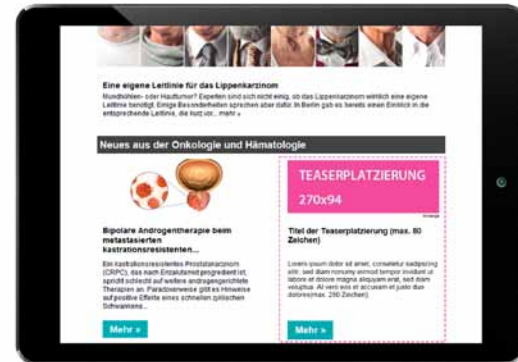 Eine eigene Leitlinie für das Lippenkarzinom
Mundhöhlen- oder Hauttumor? Experten sind sich nicht einig, ob das Lippenkarzinom wirklich eine eigene
Leitlinie benötigt. Einige Besonderheiten sprechen aber dafür. In Berlin gab es bereits einen Einblick in die
entsprechende Leitlinie, die kurz vor... mehr »
Neues aus der Onkologie und Hämatologie
TEASERPLATZIERUNG
270x94
Anzeige
Bipolare Androgentherapie beim
metastasierten
kastrationsresistenten...
Ein kastrationsresistentes Prostatakarzinom
(CRPC), das nach Enzalutamid progredient ist,
spricht schlecht auf weitere androgengerichtete
Therapien an. Paradoxerweise gibt es Hinweise
auf positive Effekte eines schnellen zyklischen
Schwankens...
Mehr »
Titel der Teaserplatzierung (max. 80
Zeichen)
Lorem ipsum dolor sit amet, consetetur sadipscing
elitr, sed diam nonumy eirmod tempor invidunt ut
labore et dolore magna aliquyam erat, sed diam
voluptua. At vero eos et accusam et justo duo
dolores(max. 250 Zeichen).
Mehr »